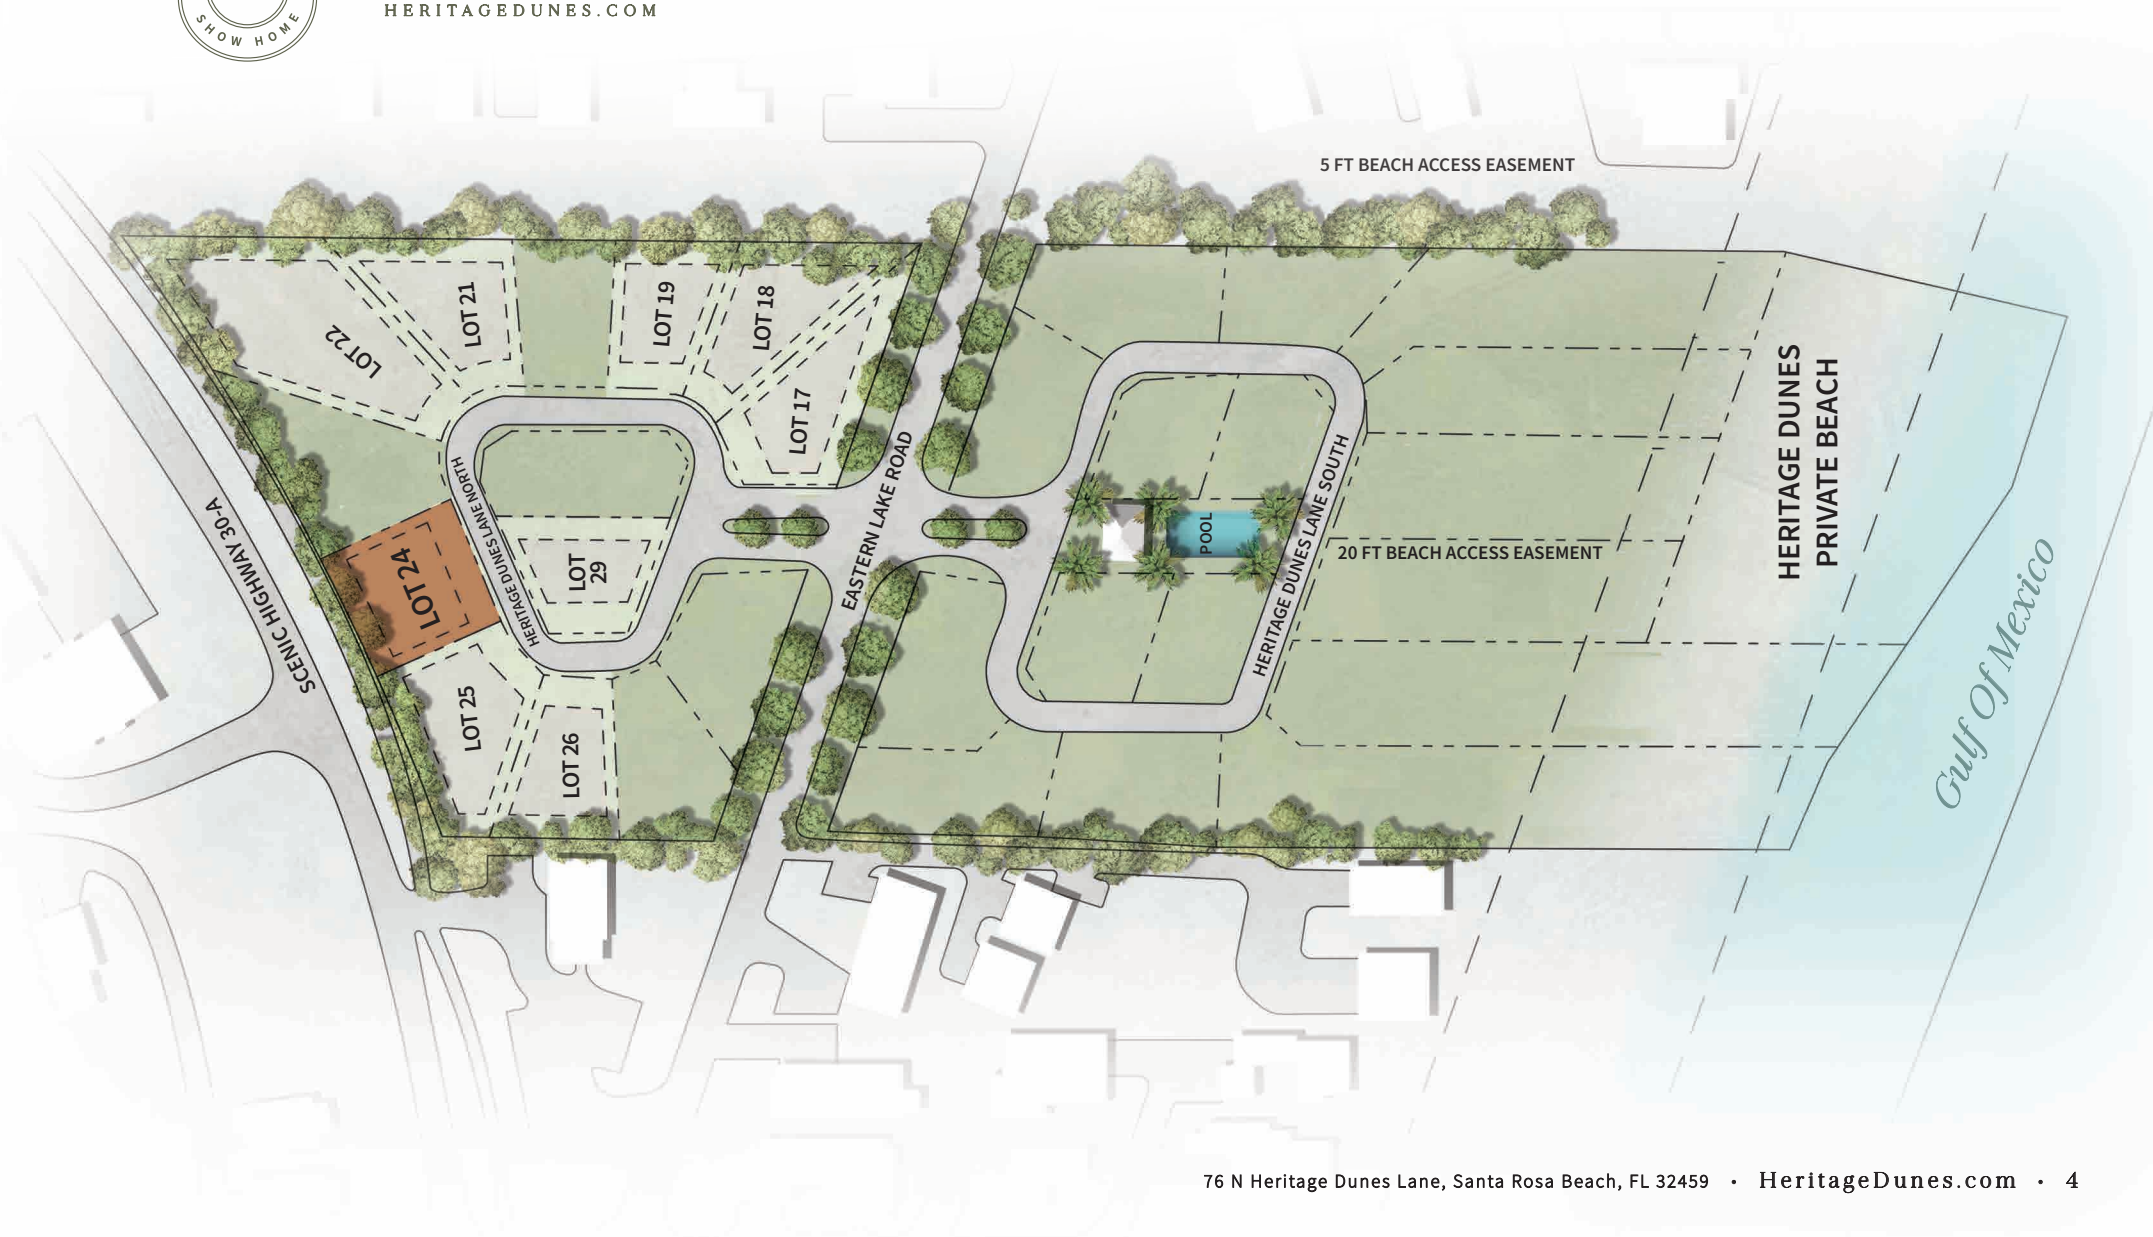 HERITAGEDUNES.COM
SHOW HOME
5 FT BEACH ACCESS EASEMENT
LOT 22
LOT 21
LOT 19
LOT 18
LOT 17
HERITAGE DUNES
PRIVATE BEACH
SCENIC HIGHWAY 30-A
HERITAGE DUNES LANE NORTH
EASTERN LAKE ROAD
HERITAGE DUNES LANE SOUTH
POOL
20 FT BEACH ACCESS EASEMENT
LOT 24
LOT
29
LOT 25
LOT 26
Gulf Of Mexico
76 N Heritage Dunes Lane, Santa Rosa Beach, FL 32459 • HeritageDunes.com • 4